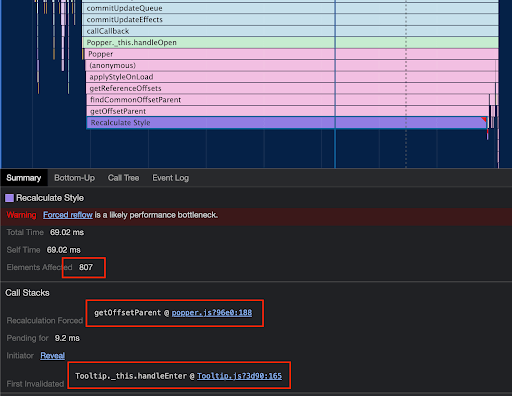 commitUpdateQueue
commitUpdateEffects
callCallback
Popper._this.handleOpen
Popper
(anonymous)
applyStyleOnLoad
getReferenceOffsets
findCommonOffsetParent
getOffsetParent
Recalculate Style
Summary Bottom-Up Call Tree Event Log
Recalculate Style
Warning Forced reflow is a likely performance bottleneck.
Total Time 69.02 ms
Self Time 69.02 ms
Elements Affected 807
Call Stacks
getOffsetParent @ popper.js?96e0:188
Recalculation Forced
Pending for 9.2 ms
Initiator Reveal
Tooltip._this.handleEnter @ Tooltip.js?3d90:165
First Invalidated